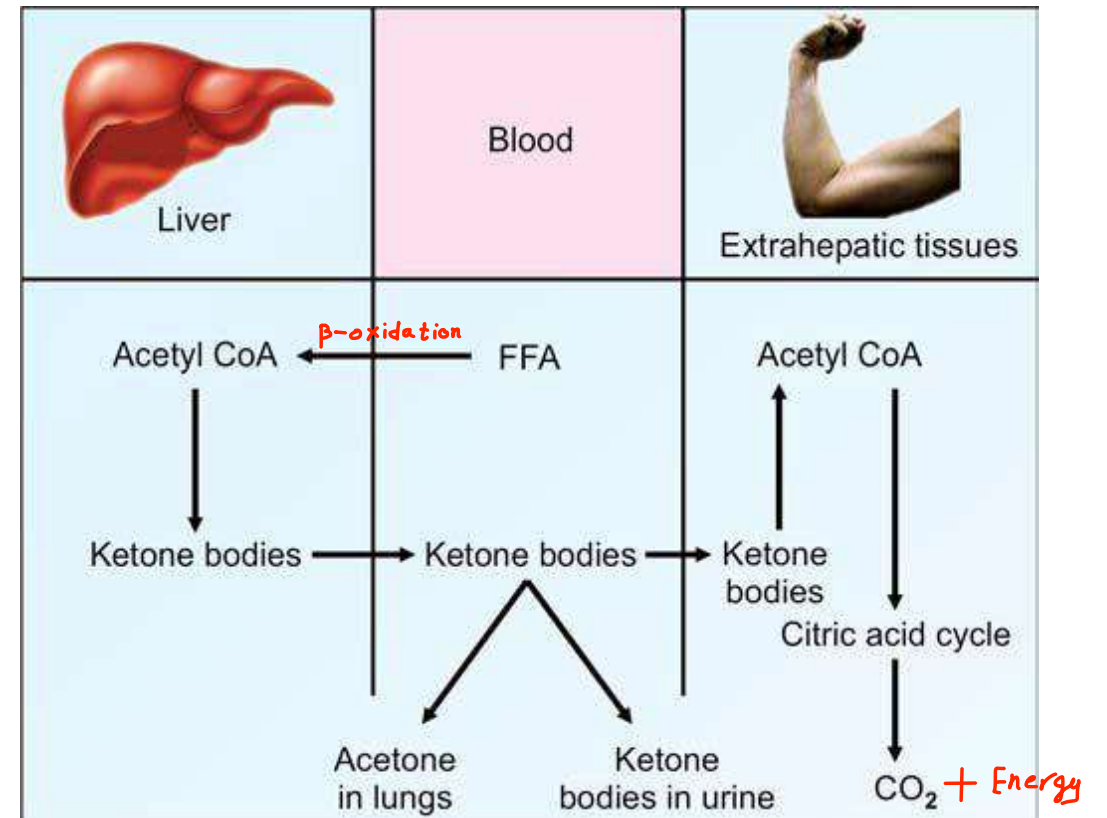 Liver
Blood
Extrahepatic tissues
β-oxidation
Acetyl CoA
FFA
Acetyl CoA
Ketone bodies
Ketone bodies
Ketone
bodies
Citric acid cycle
Acetone
in lungs
Ketone
bodies in urine
CO₂ + Energy